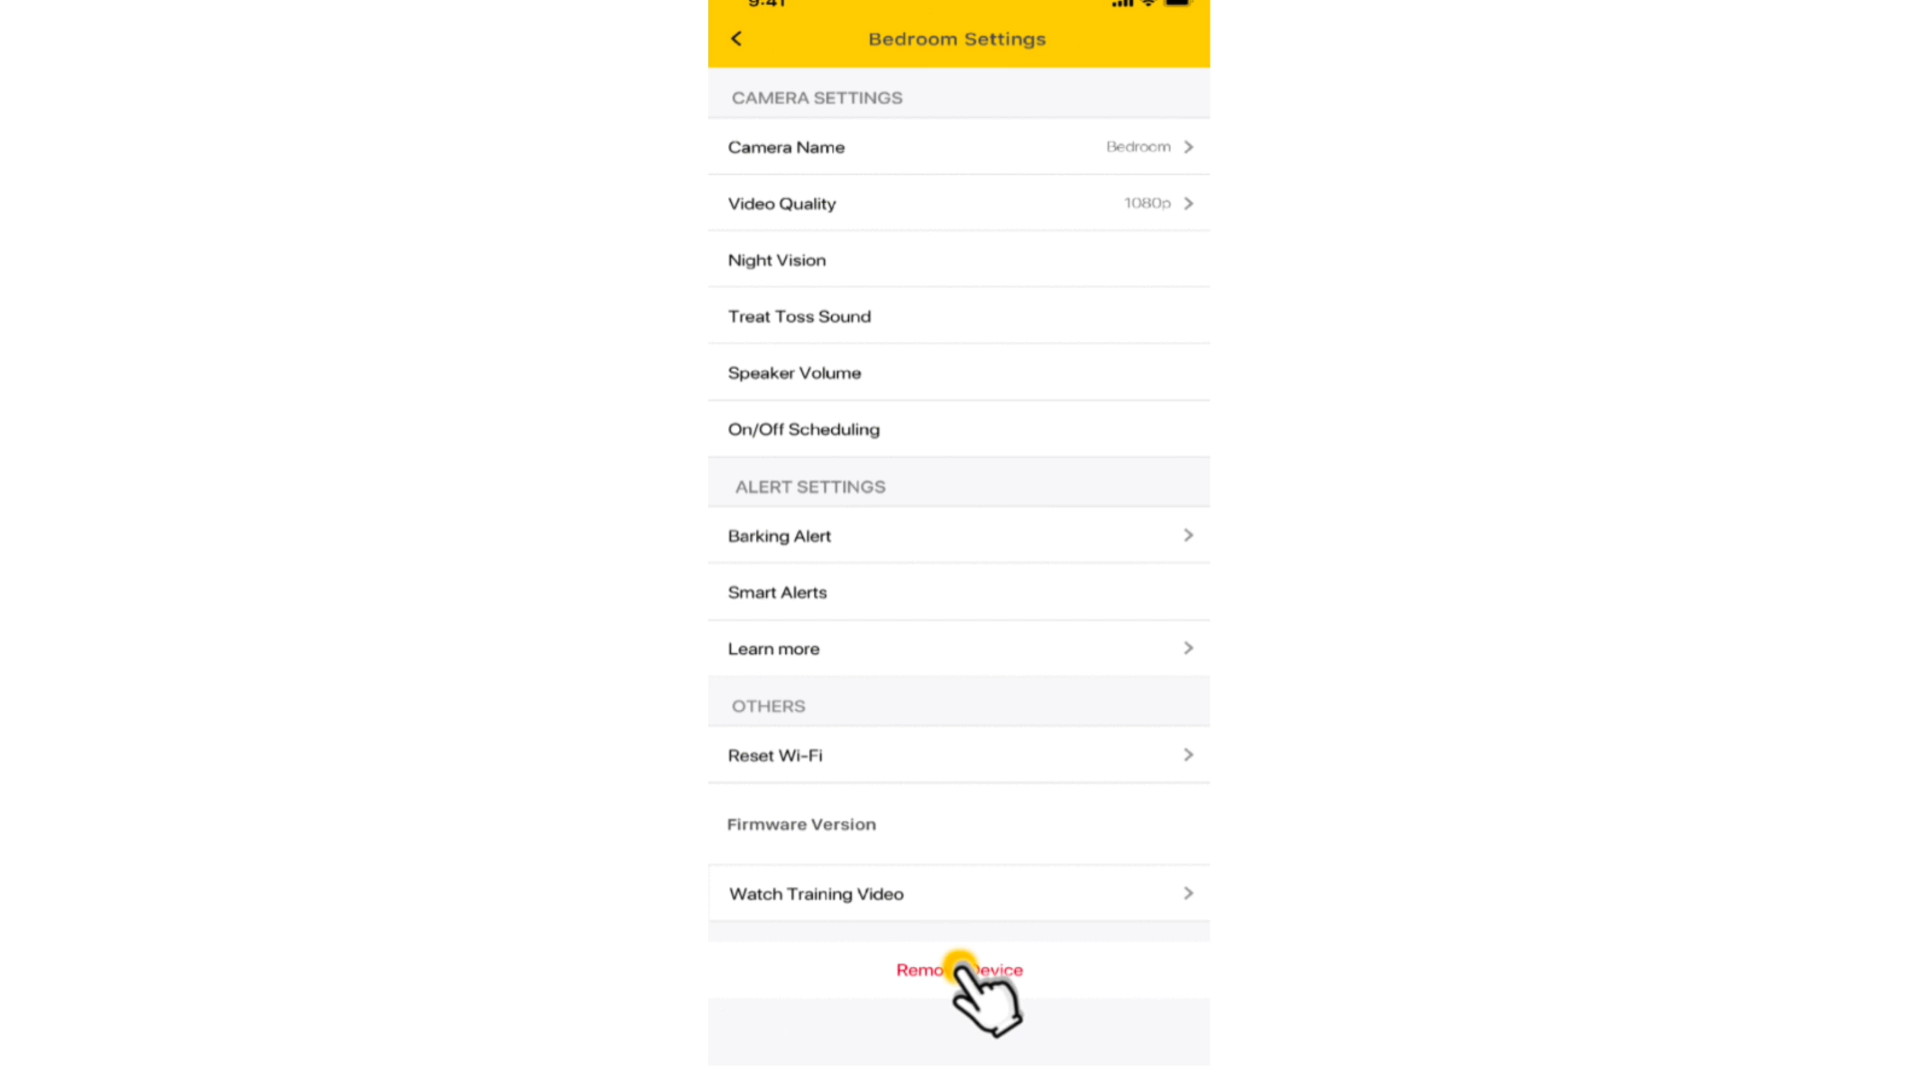 9:41
Bedroom Settings
CAMERA SETTINGS
Camera Name Bedroom
Video Quality 1080p
Night Vision
Treat Toss Sound
Speaker Volume
On/Off Scheduling
ALERT SETTINGS
Barking Alert
Smart Alerts
Learn more
OTHERS
Reset Wi-Fi
Firmware Version
Watch Training Video
Remove Device